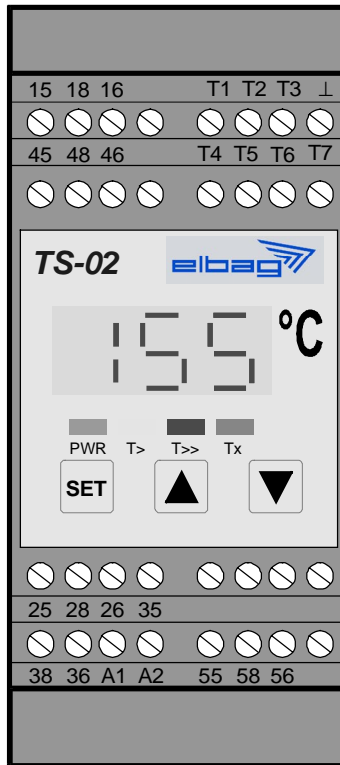 15 18 16 T1 T2 T3 ⊥
45 48 46 T4 T5 T6 T7
TS-02 elbag
155 °C
PWR T> T>> Tx
SET
25 28 26 35
38 36 A1 A2 55 58 56